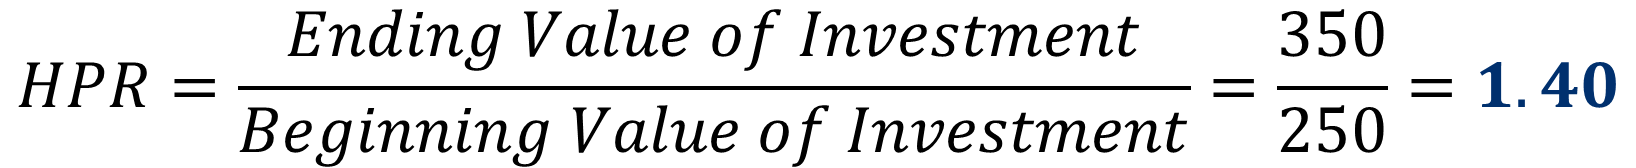 HPR = Ending Value of Investment / Beginning Value of Investment = 350 / 250 = 1.40